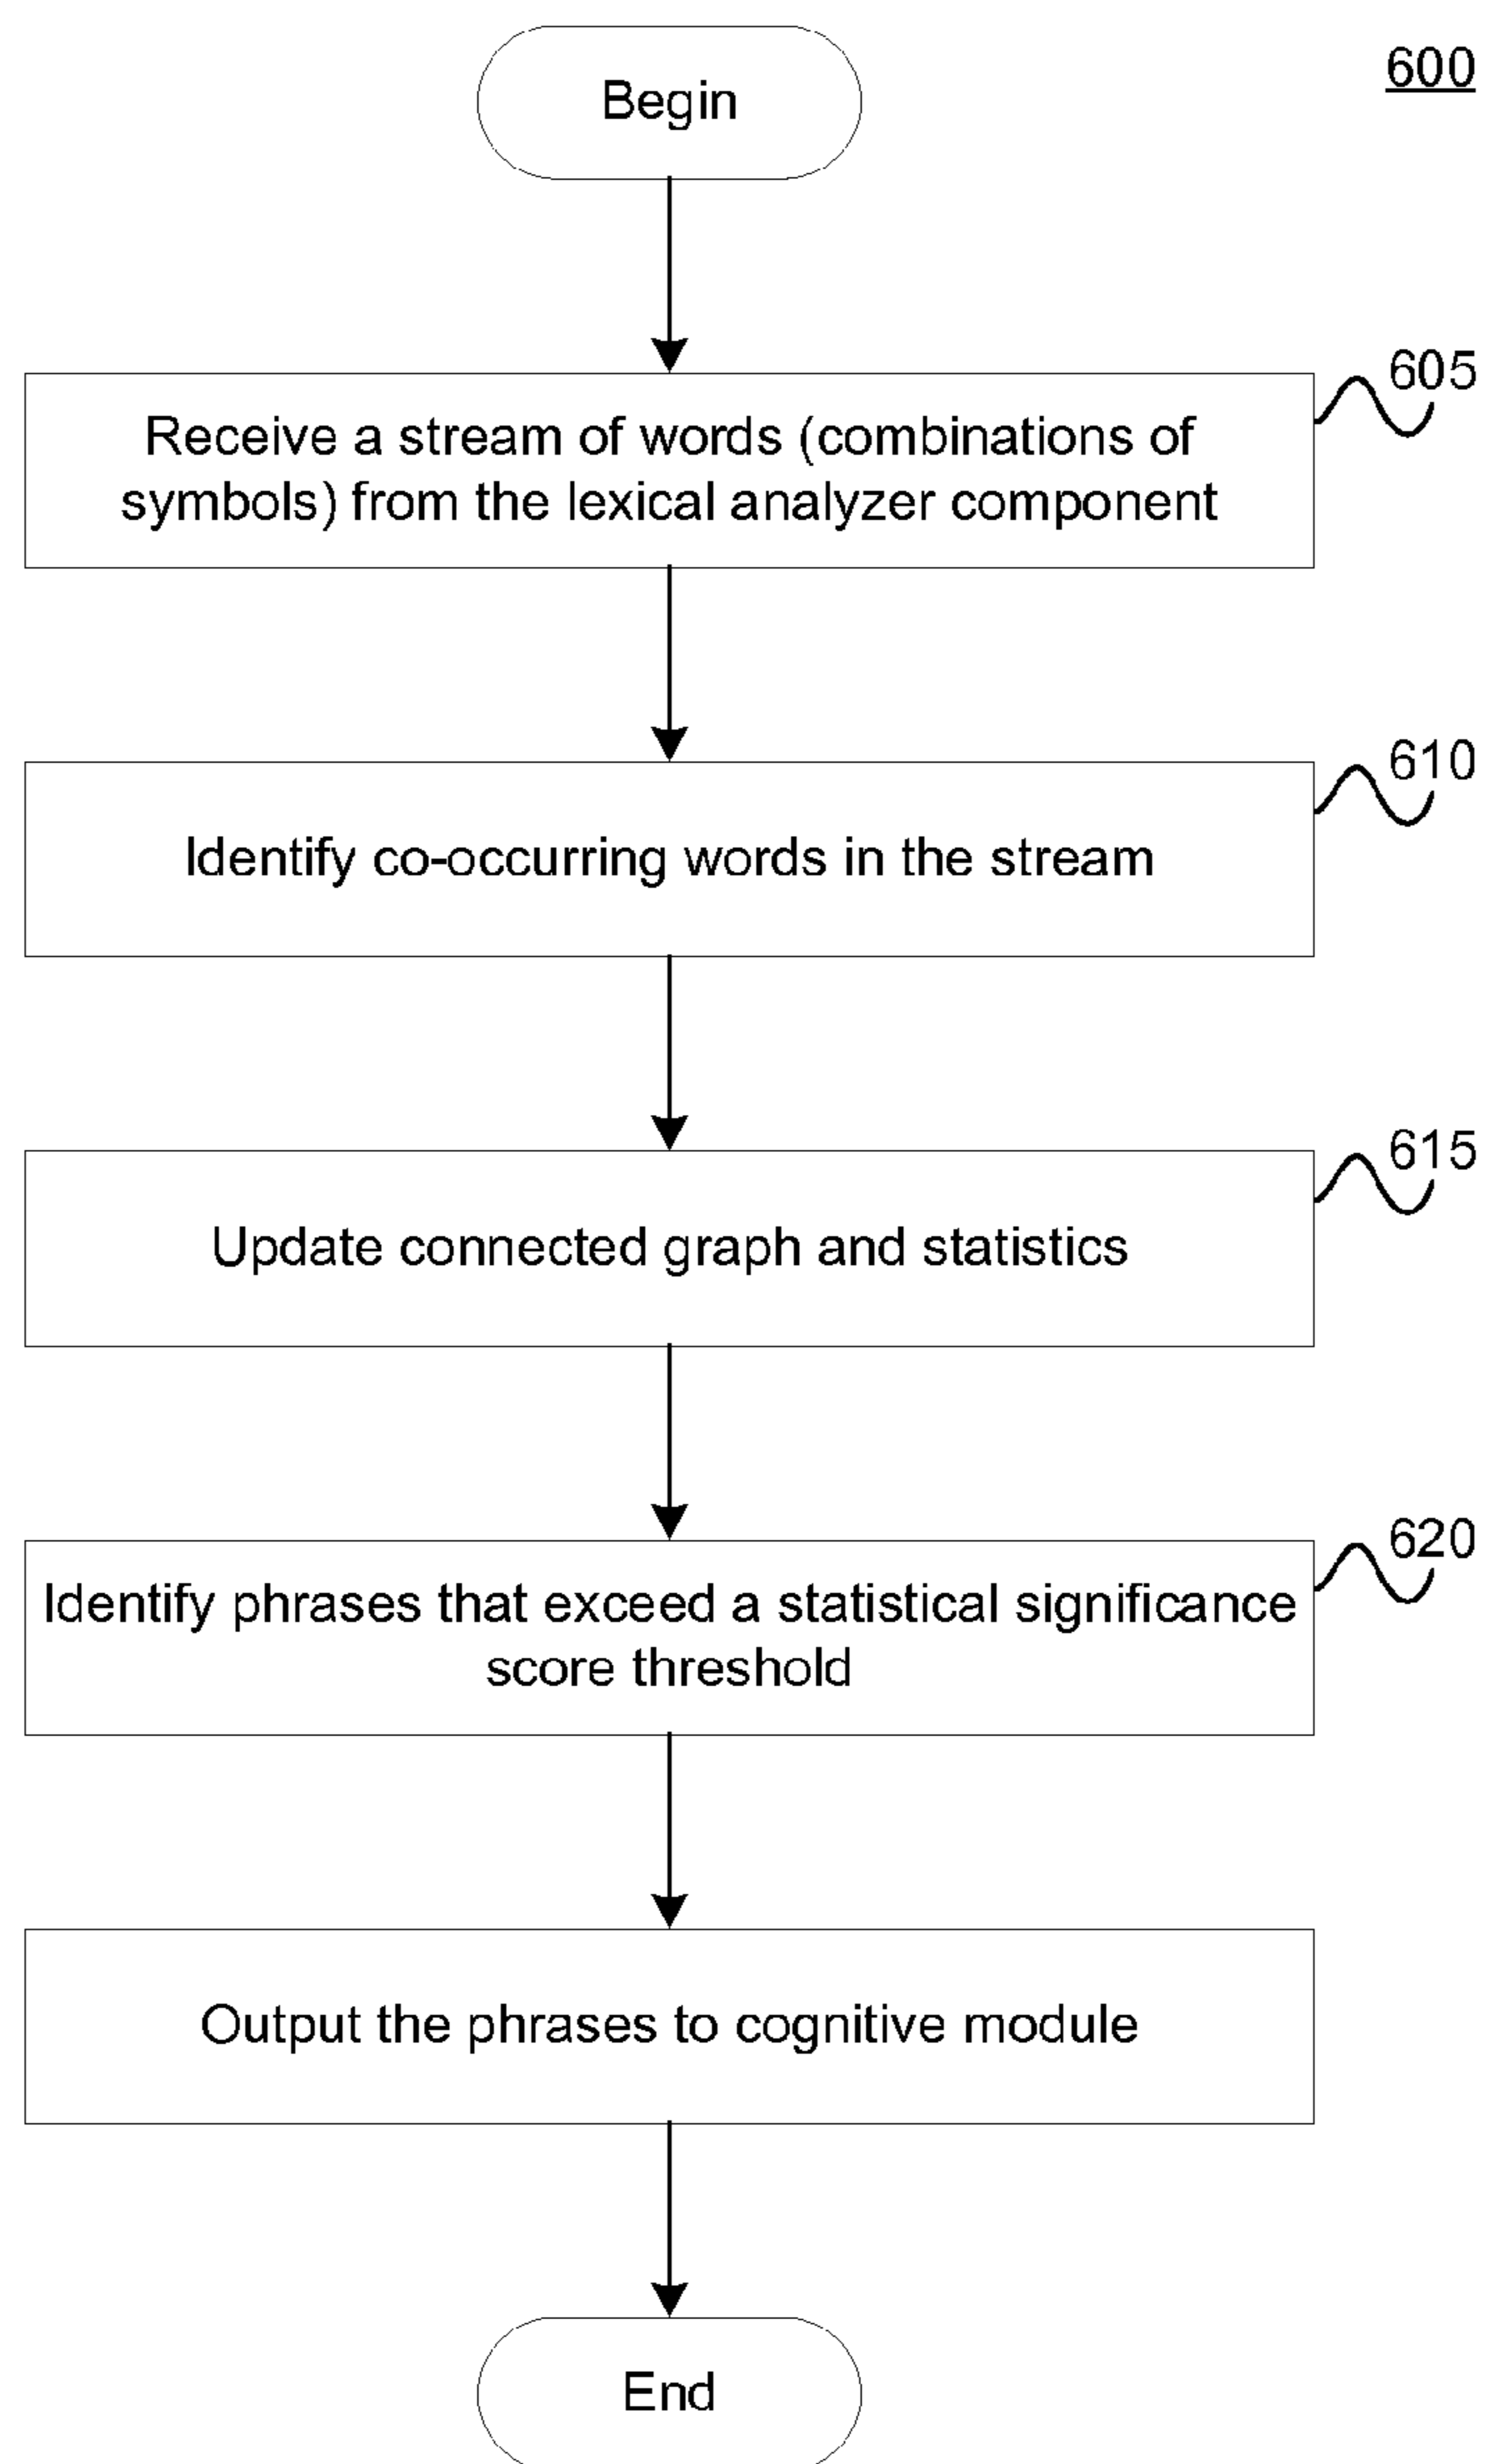 600
Begin
605
Receive a stream of words (combinations of
symbols) from the lexical analyzer component
610
Identify co-occurring words in the stream
615
Update connected graph and statistics
620
Identify phrases that exceed a statistical significance
score threshold
Output the phrases to cognitive module
End